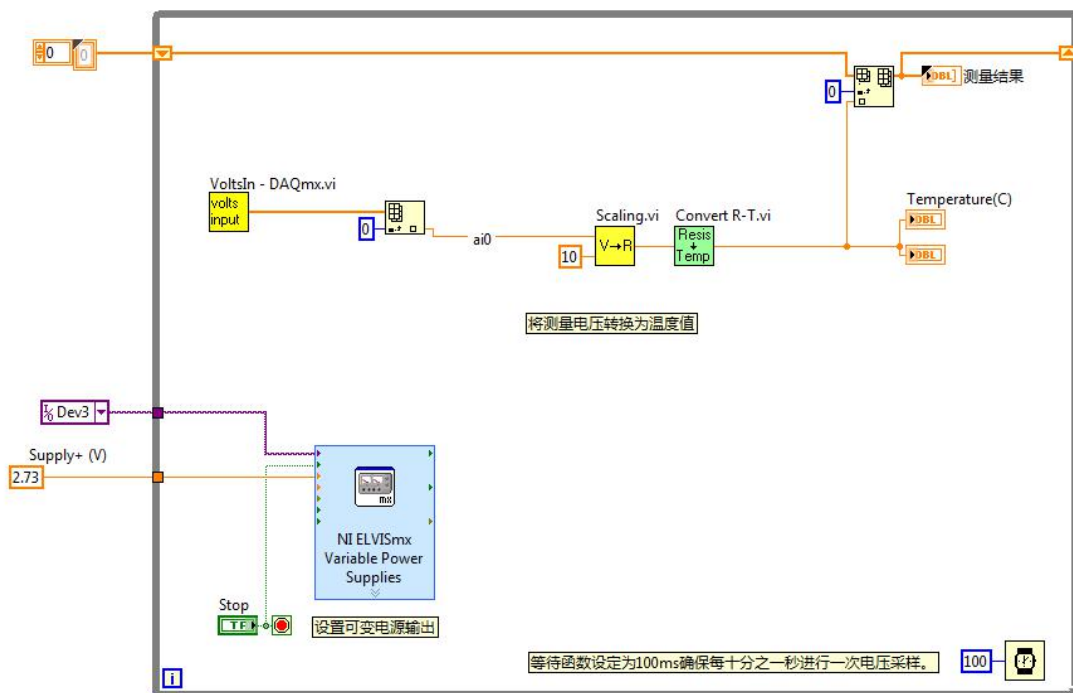 0 0
0
测量结果
VoltsIn - DAQmx.vi
volts
input
0
ai0
Scaling.vi
V→R
10
Convert R-T.vi
Resis
Temp
Temperature(C)
DBL
DBL
DBL
将测量电压转换为温度值
I/O Dev3
Supply+ (V)
2.73
mx
NI ELVISmx
Variable Power
Supplies
Stop
TF
设置可变电源输出
等待函数设定为100ms确保每十分之一秒进行一次电压采样。
100
i